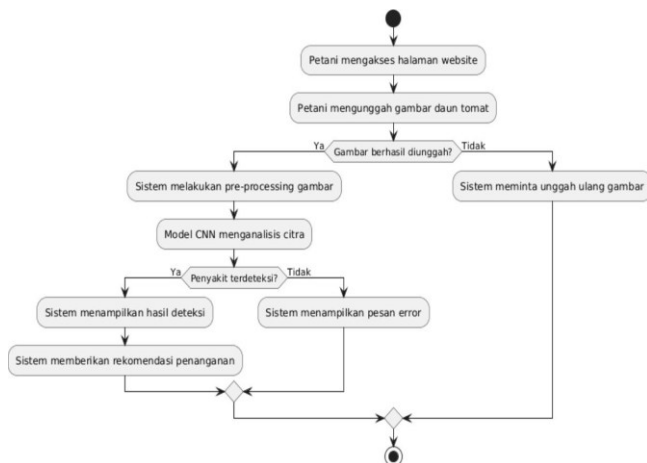 Petani mengakses halaman website
Petani mengunggah gambar daun tomat
Ya
Gambar berhasil diunggah?
Tidak
Sistem melakukan pre-processing gambar
Sistem meminta unggah ulang gambar
Model CNN menganalisis citra
Ya
Penyakit terdeteksi?
Tidak
Sistem menampilkan hasil deteksi
Sistem menampilkan pesan error
Sistem memberikan rekomendasi penanganan